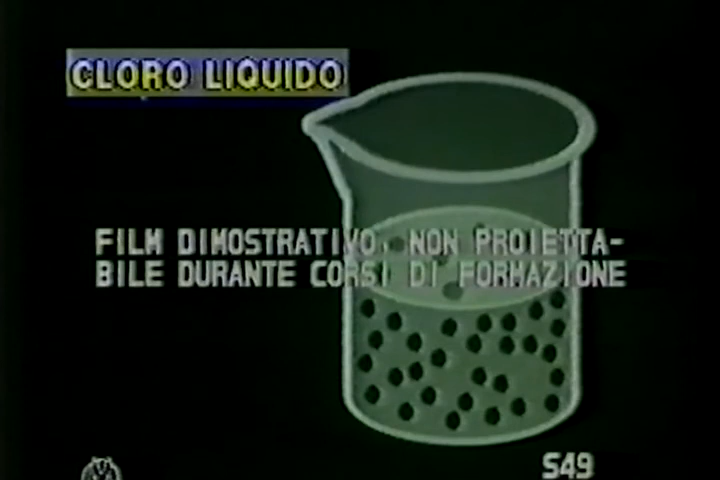 CLORO LIQUIDO
FILM DIMOSTRATIVO, NON PROIETTA-
BILE DURANTE CORSI DI FORMAZIONE
S49